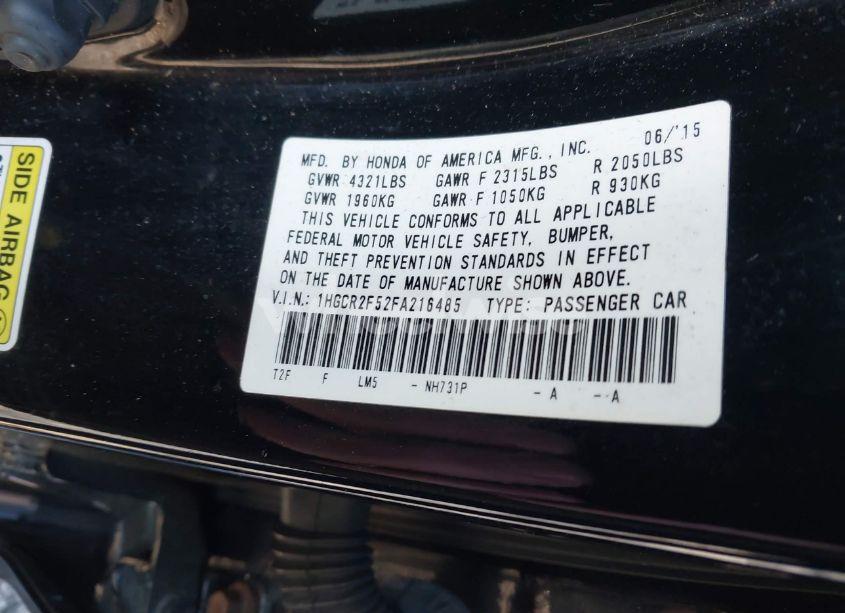 06/'15
MFD. BY HONDA OF AMERICA MFG., INC.
GVWR 4321LBS GAWR F 2315LBS R 2050LBS
GVWR 1960KG GAWR F 1050KG R 930KG
THIS VEHICLE CONFORMS TO ALL APPLICABLE
FEDERAL MOTOR VEHICLE SAFETY, BUMPER,
AND THEFT PREVENTION STANDARDS IN EFFECT
ON THE DATE OF MANUFACTURE SHOWN ABOVE.
V.I.N.: 1HGCR2F52FA216485 TYPE: PASSENGER CAR
T2F F LM5 - NH731P - A - - A
SIDE AIRBAG